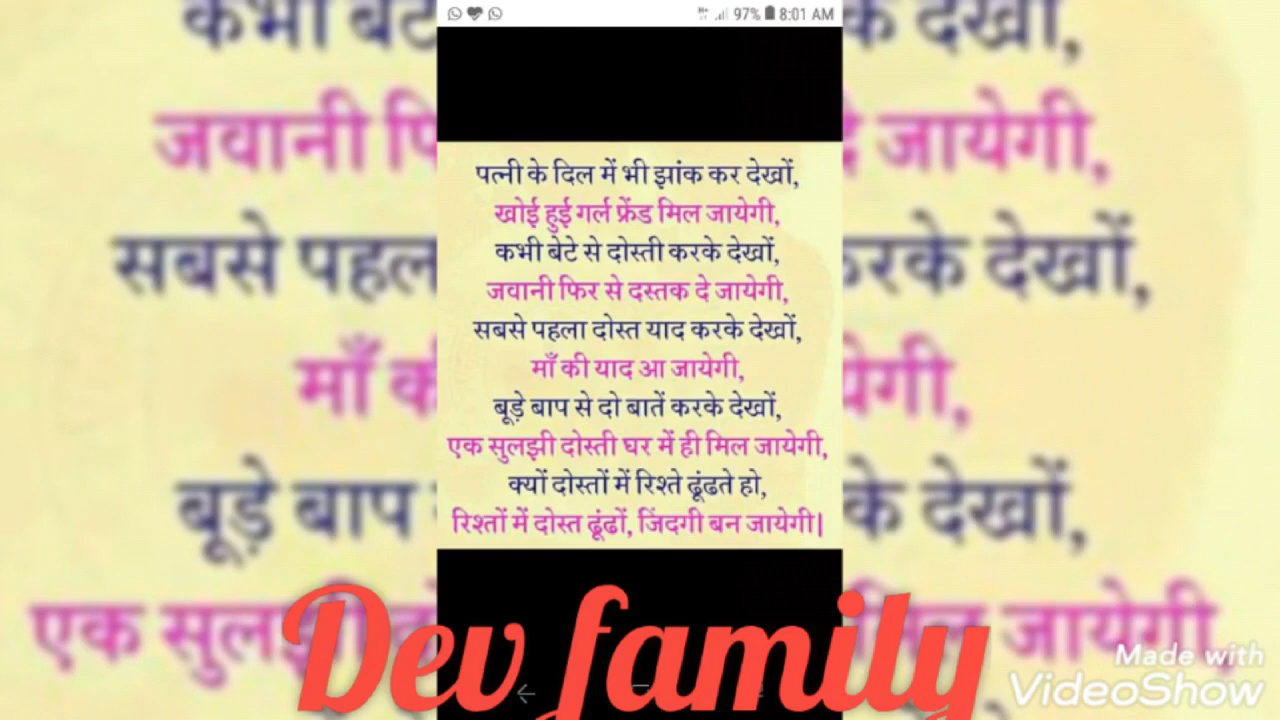 97% 8:01 AM
पत्नी के दिल में भी झांक कर देखों,
खोई हुई गर्ल फ्रेंड मिल जायेगी,
कभी बेटे से दोस्ती करके देखों,
जवानी फिर से दस्तक दे जायेगी,
सबसे पहला दोस्त याद करके देखों,
माँ की याद आ जायेगी,
बूड़े बाप से दो बातें करके देखों,
एक सुलझी दोस्ती घर में ही मिल जायेगी,
क्यों दोस्तों में रिश्ते ढूंढते हो,
रिश्तों में दोस्त ढूंढों, जिंदगी बन जायेगी|
Dev family
Made with
VideoShow